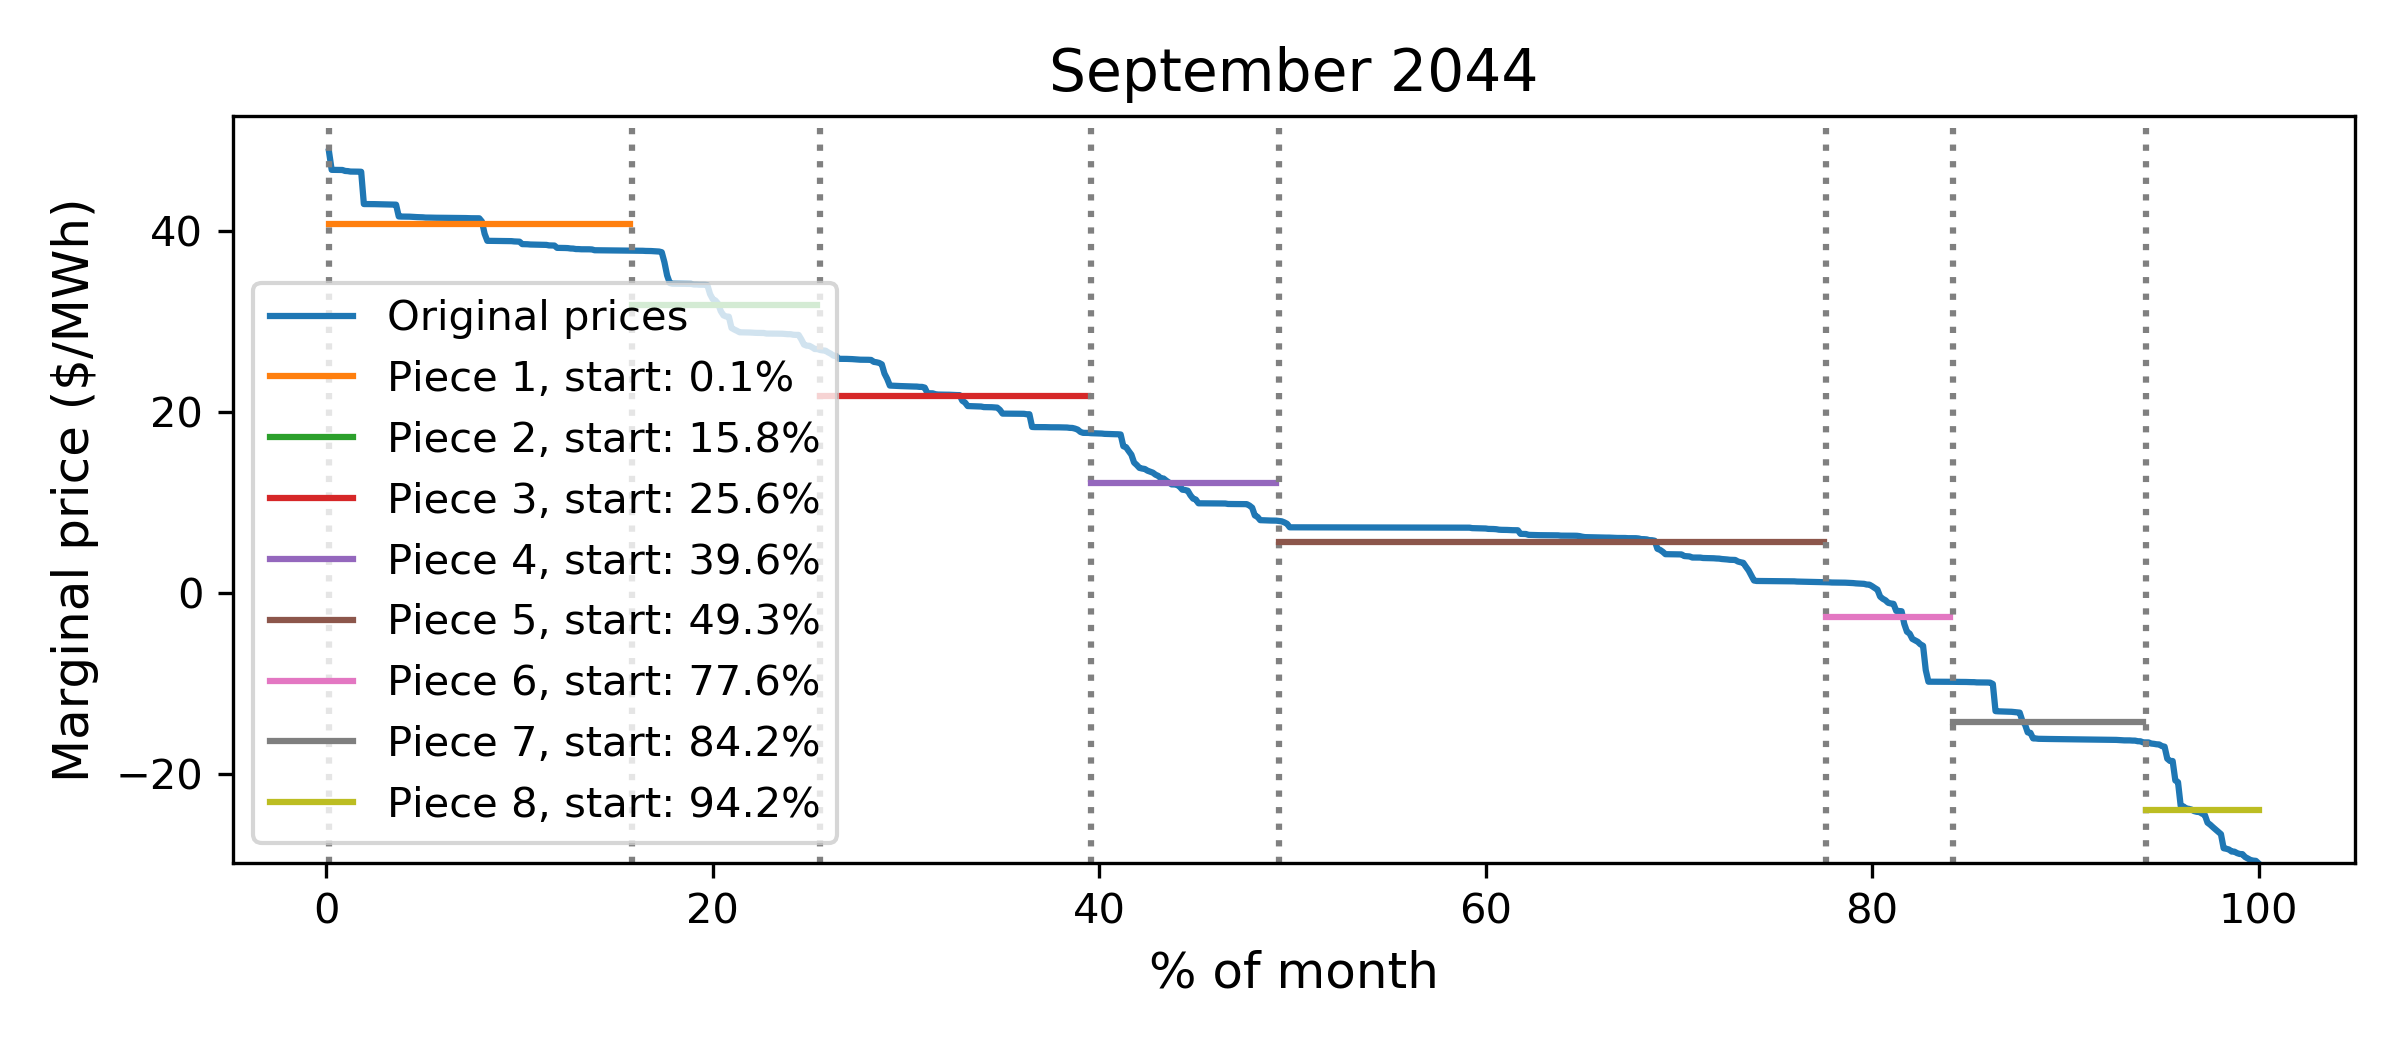 September 2044
Marginal price ($/MWh)
40
20
0
−20
Original prices
Piece 1, start: 0.1%
Piece 2, start: 15.8%
Piece 3, start: 25.6%
Piece 4, start: 39.6%
Piece 5, start: 49.3%
Piece 6, start: 77.6%
Piece 7, start: 84.2%
Piece 8, start: 94.2%
0 20 40 60 80 100
% of month